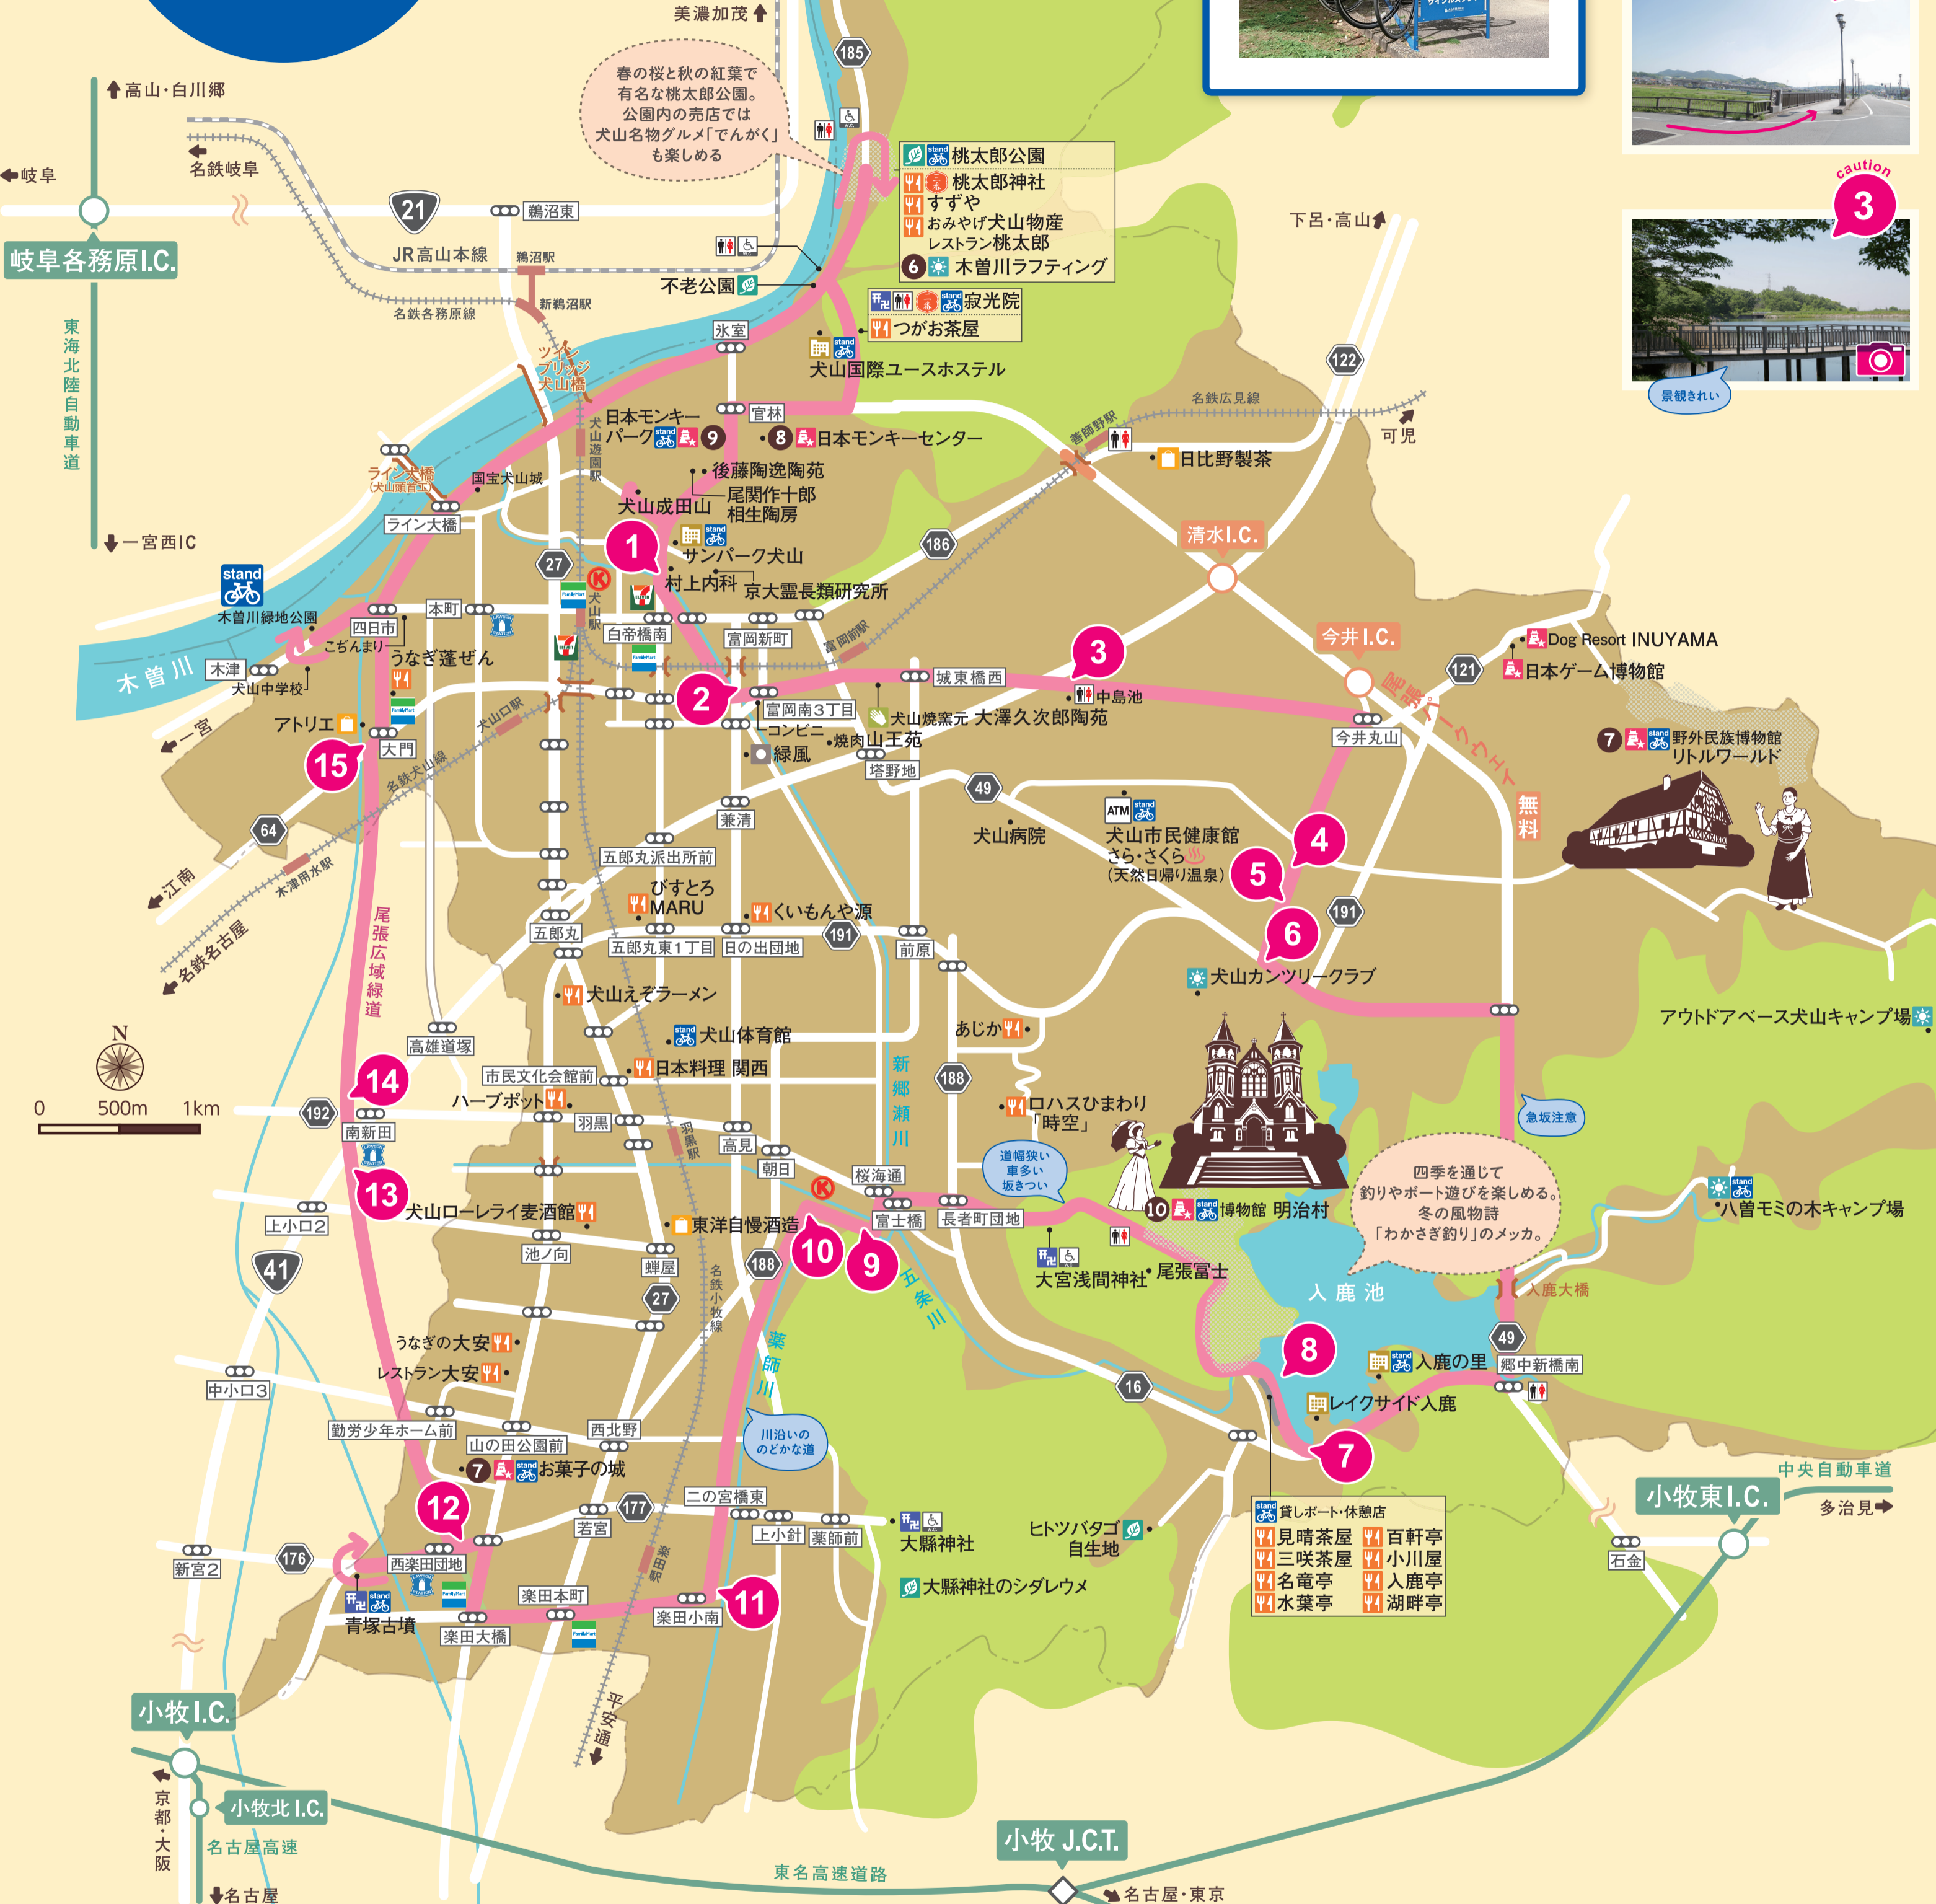 美濃加茂
185
春の桜と秋の紅葉で
有名な桃太郎公園。
公園内の売店では
犬山名物グルメ「でんがく」
も楽しめる
高山・白川郷
名鉄岐阜
岐阜
岐阜各務原I.C.
東海北陸自動車道
一宮西IC
21
鵜沼東
JR高山本線
鵜沼駅
新鵜沼駅
名鉄各務原線
不老公園
stand
桃太郎公園
桃太郎神社
すずや
おみやげ犬山物産
レストラン桃太郎
6
木曽川ラフティング
stand
寂光院
つがお茶屋
stand
犬山国際ユースホステル
氷室
ツイン
ブリッジ
犬山橋
官林
日本モンキー
パーク
stand
9
8
日本モンキーセンター
犬山遊園駅
後藤陶逸陶苑
尾関作十郎
相生陶房
犬山成田山
stand
サンパーク犬山
村上内科
京大霊長類研究所
1
ライン犬橋
(犬山頭首工)
国宝犬山城
ライン大橋
27
K
犬山駅
FamilyMart
白帝橋南
富岡新町
富岡前駅
186
善師野駅
名鉄広見線
可児
下呂・高山
122
日比野製茶
清水I.C.
今井I.C.
尾張パークウェイ
無料
121
Dog Resort INUYAMA
日本ゲーム博物館
7
stand
野外民族博物館
リトルワールド
caution
3
景観きれい
stand
木曽川緑地公園
木曽川
木津
犬山中学校
こぢんまり
四日市
本町
うなぎ蓬ぜん
アトリエ
一宮
大門
15
64
江南
名鉄名古屋
木津用水駅
名鉄犬山線
犬山口駅
2
富岡南3丁目
コンビニ
緑風
焼肉山王苑
犬山焼窯元 大澤久次郎陶苑
城東橋西
3
中島池
今井丸山
塔野地
49
犬山病院
ATM
stand
犬山市民健康館
さら・さくら
(天然日帰り温泉)
4
5
6
191
兼清
五郎丸派出所前
びすとろ
MARU
くいもんや源
五郎丸
五郎丸東1丁目
日の出団地
191
前原
犬山カンツリークラブ
アウトドアベース犬山キャンプ場
尾張広域緑道
犬山えぞラーメン
stand
犬山体育館
日本料理 関西
高雄道塚
市民文化会館前
ハーブポット
羽黒
羽黒駅
高見
朝日
あじか
188
新郷瀬川
ロハスひまわり
「時空」
道幅狭い
車多い
坂きつい
N
0
500m
1km
14
192
南新田
13
上小口2
41
犬山ローレライ麦酒館
池ノ向
東洋自慢酒造
蝉屋
27
188
K
10
桜海通
富士橋
9
長者町団地
五条川
大宮浅間神社
尾張冨士
10
stand
博物館 明治村
急坂注意
四季を通じて
釣りやボート遊びを楽しめる。
冬の風物詩
「わかさぎ釣り」のメッカ。
入鹿池
入鹿大橋
stand
八曽モミの木キャンプ場
8
stand
入鹿の里
49
郷中新橋南
レイクサイド入鹿
7
16
名鉄小牧線
薬師川
川沿いの
のどかな道
うなぎの大安
レストラン大安
中小口3
勤労少年ホーム前
山の田公園前
西北野
7
stand
お菓子の城
12
177
若宮
二の宮橋東
上小針
薬師前
大縣神社
大縣神社のシダレウメ
ヒトツバタゴ
自生地
stand
貸しボート・休憩店
見晴茶屋
百軒亭
三咲茶屋
小川屋
名竜亭
入鹿亭
水葉亭
湖畔亭
新宮2
176
西楽田団地
stand
青塚古墳
楽田大橋
楽田本町
FamilyMart
楽田駅
楽田小南
11
平安通
中央自動車道
小牧東I.C.
多治見
石金
小牧I.C.
京都・大阪
小牧北I.C.
名古屋高速
名古屋
東名高速道路
小牧J.C.T.
名古屋・東京